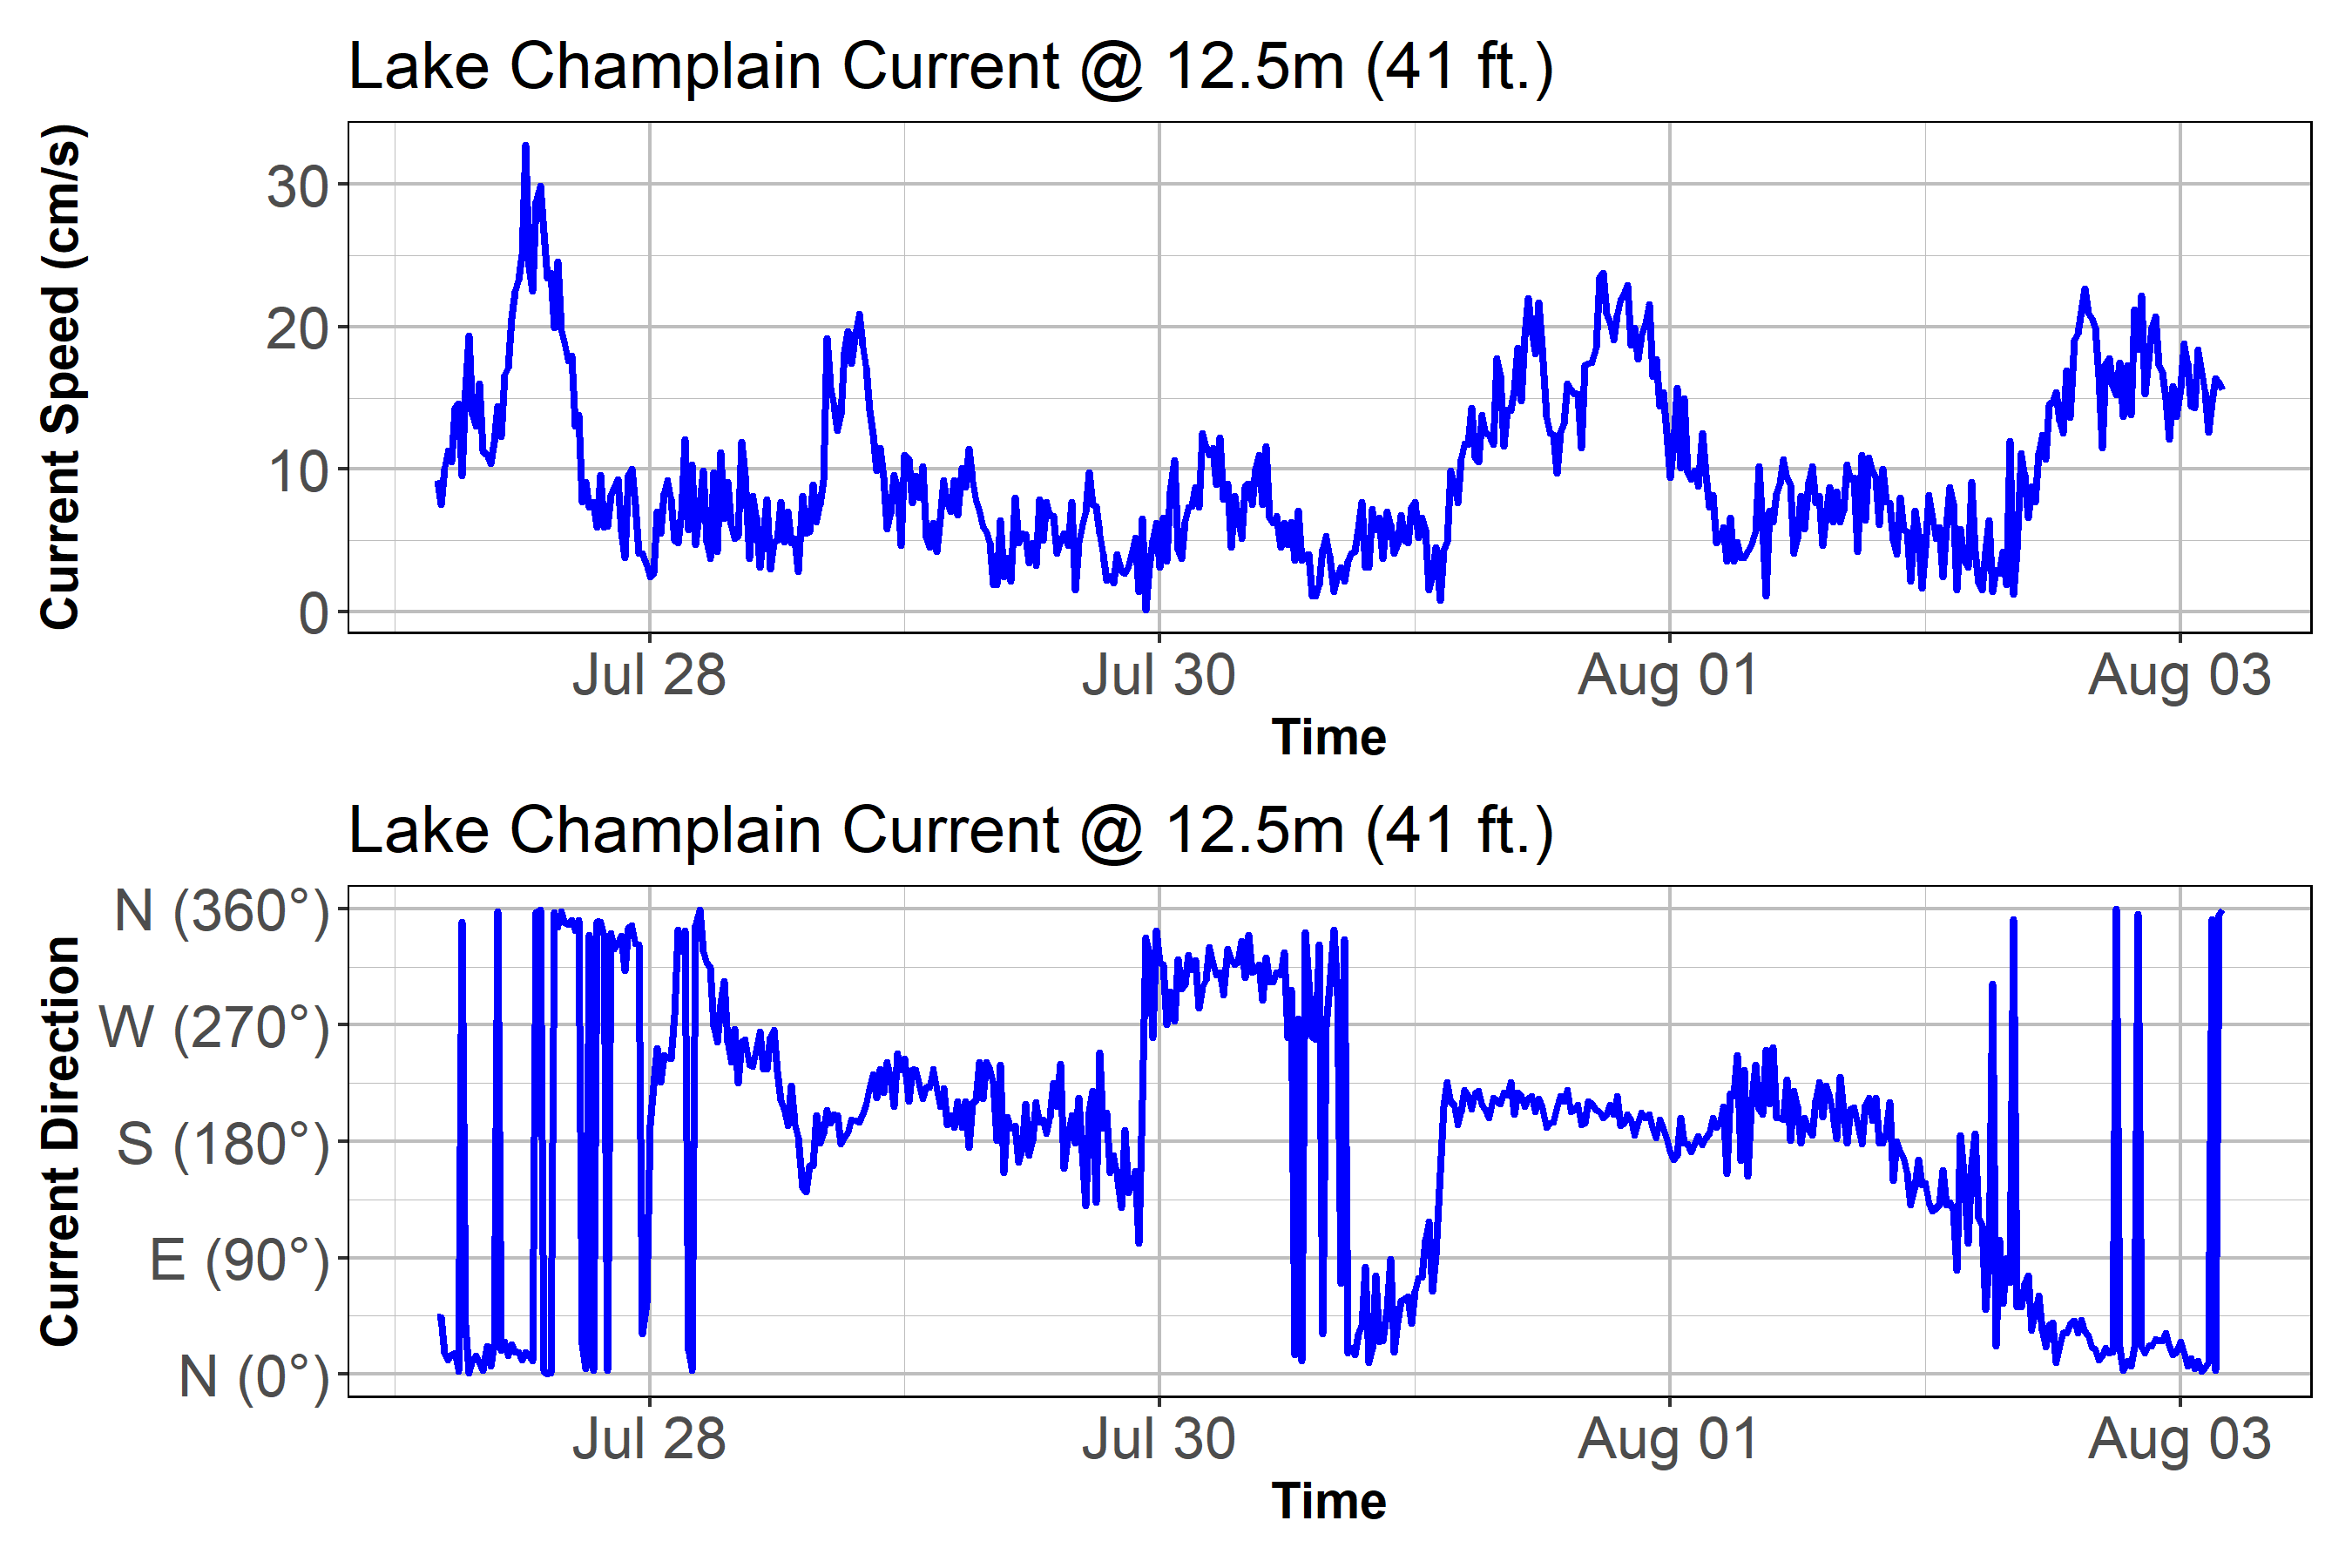 Lake Champlain Current @ 12.5m (41 ft.)
Current Speed (cm/s)
30
20
10
0
Jul 28
Jul 30
Aug 01
Aug 03
Time
Lake Champlain Current @ 12.5m (41 ft.)
Current Direction
N (360°)
W (270°)
S (180°)
E (90°)
N (0°)
Jul 28
Jul 30
Aug 01
Aug 03
Time